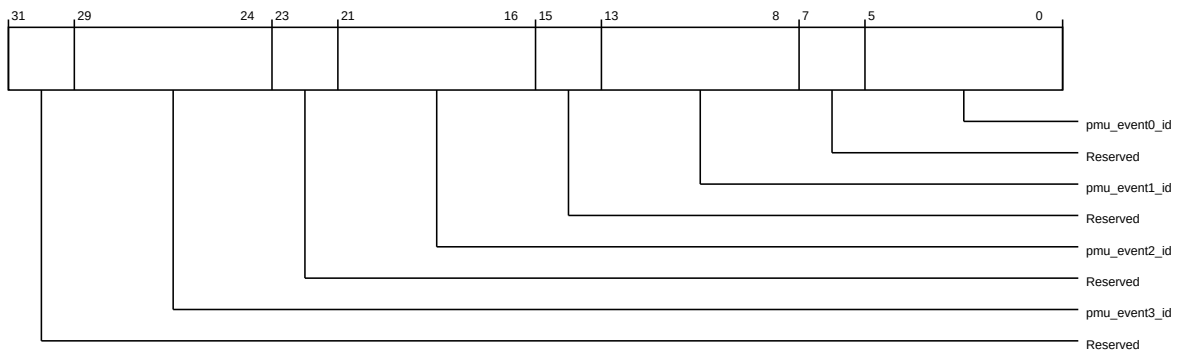 31 29 24 23 21 16 15 13 8 7 5 0
pmu_event0_id
Reserved
pmu_event1_id
Reserved
pmu_event2_id
Reserved
pmu_event3_id
Reserved